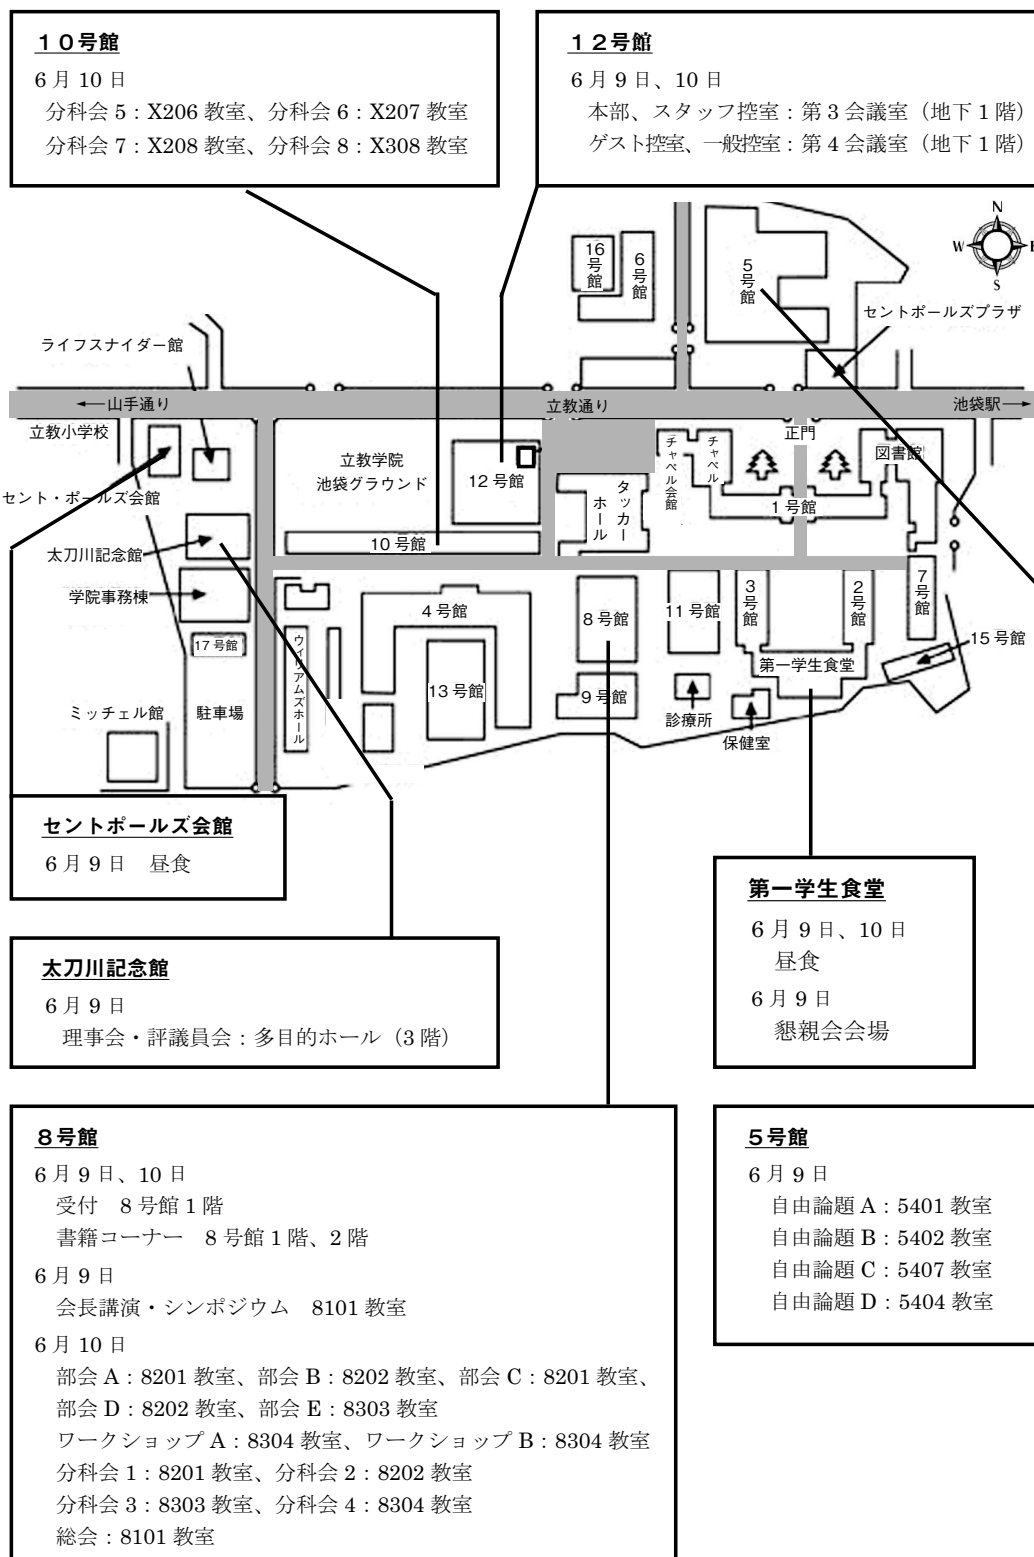 10号館
6月10日
分科会5：X206教室、分科会6：X207教室
分科会7：X208教室、分科会8：X308教室
12号館
6月9日、10日
本部、スタッフ控室：第3会議室（地下1階）
ゲスト控室、一般控室：第4会議室（地下1階）
N
W
E
S
16号館
6号館
5号館
セントポールズプラザ
ライフスナイダー館
←山手通り
立教通り
池袋駅→
立教小学校
正門
立教学院
池袋グラウンド
12号館
チャペル会館
チャペル
図書館
セント・ポールズ会館
タッカー
ホール
1号館
太刀川記念館
10号館
学院事務棟
4号館
8号館
11号館
3号館
2号館
7号館
17号館
ウィリアムズホール
15号館
第一学生食堂
13号館
9号館
ミッチェル館
駐車場
診療所
保健室
セントポールズ会館
6月9日　昼食
第一学生食堂
6月9日、10日
昼食
6月9日
懇親会会場
太刀川記念館
6月9日
理事会・評議員会：多目的ホール（3階）
8号館
6月9日、10日
受付　8号館1階
書籍コーナー　8号館1階、2階
6月9日
会長講演・シンポジウム　8101教室
6月10日
部会A：8201教室、部会B：8202教室、部会C：8201教室、
部会D：8202教室、部会E：8303教室
ワークショップA：8304教室、ワークショップB：8304教室
分科会1：8201教室、分科会2：8202教室
分科会3：8303教室、分科会4：8304教室
総会：8101教室
5号館
6月9日
自由論題A：5401教室
自由論題B：5402教室
自由論題C：5407教室
自由論題D：5404教室